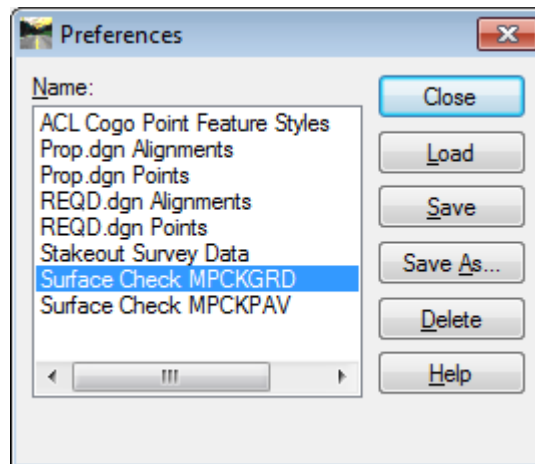 Preferences
Name:
ACL Cogo Point Feature Styles
Prop.dgn Alignments
Prop.dgn Points
REQD.dgn Alignments
REQD.dgn Points
Stakeout Survey Data
Surface Check MPCKGRD
Surface Check MPCKPAV
Close
Load
Save
Save As...
Delete
Help